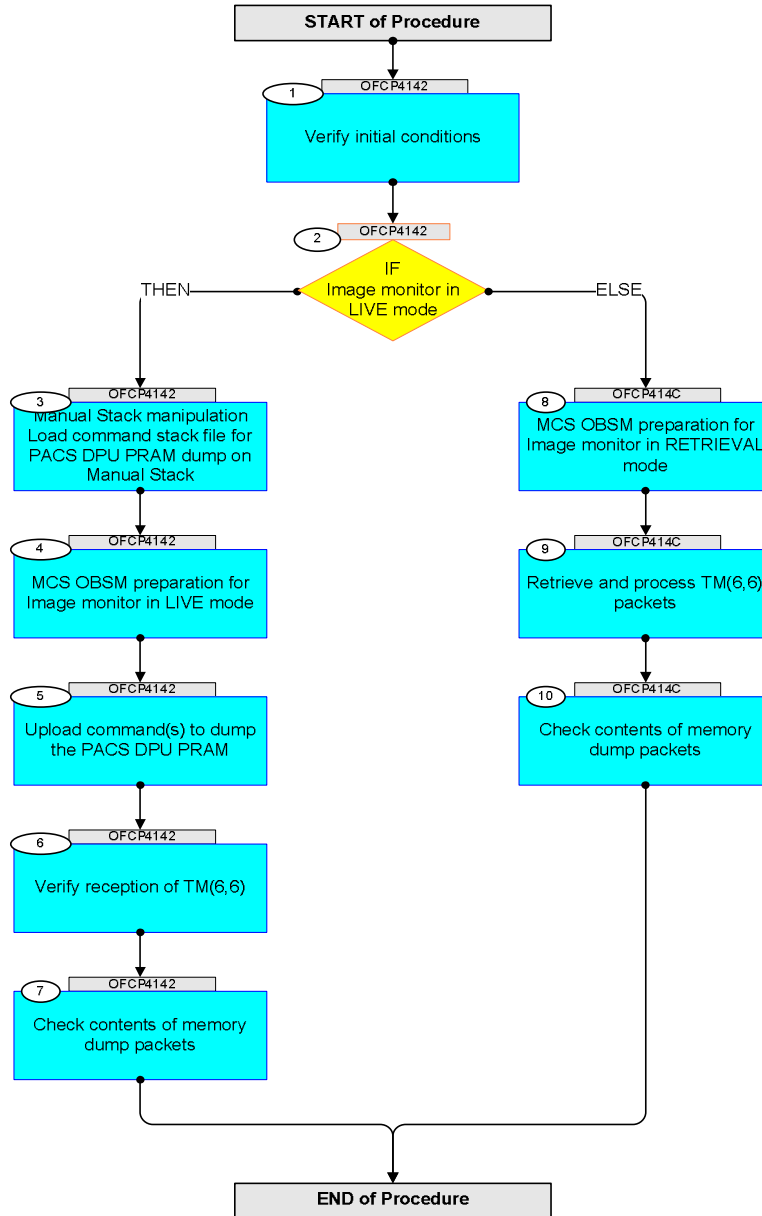 START of Procedure
OFCP4142
1
Verify initial conditions
OFCP4142
2
IF
Image monitor in
LIVE mode
THEN
ELSE
OFCP4142
3
Manual Stack manipulation
Load command stack file for
PACS DPU PRAM dump on
Manual Stack
OFCP414C
8
MCS OBSM preparation for
Image monitor in RETRIEVAL
mode
OFCP4142
4
MCS OBSM preparation for
Image monitor in LIVE mode
OFCP414C
9
Retrieve and process TM(6,6)
packets
OFCP4142
5
Upload command(s) to dump
the PACS DPU PRAM
OFCP414C
10
Check contents of memory
dump packets
OFCP4142
6
Verify reception of TM(6,6)
OFCP4142
7
Check contents of memory
dump packets
END of Procedure